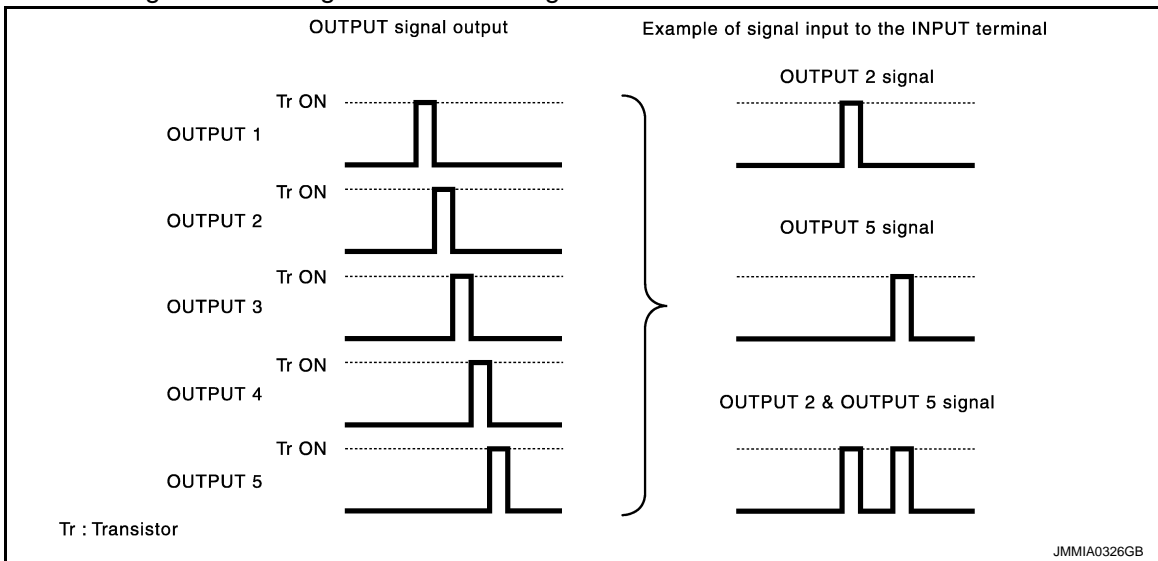 OUTPUT signal output
Example of signal input to the INPUT terminal
Tr ON
OUTPUT 1
Tr ON
OUTPUT 2
Tr ON
OUTPUT 3
Tr ON
OUTPUT 4
Tr ON
OUTPUT 5
OUTPUT 2 signal
OUTPUT 5 signal
OUTPUT 2 & OUTPUT 5 signal
Tr : Transistor
JMMIA0326GB